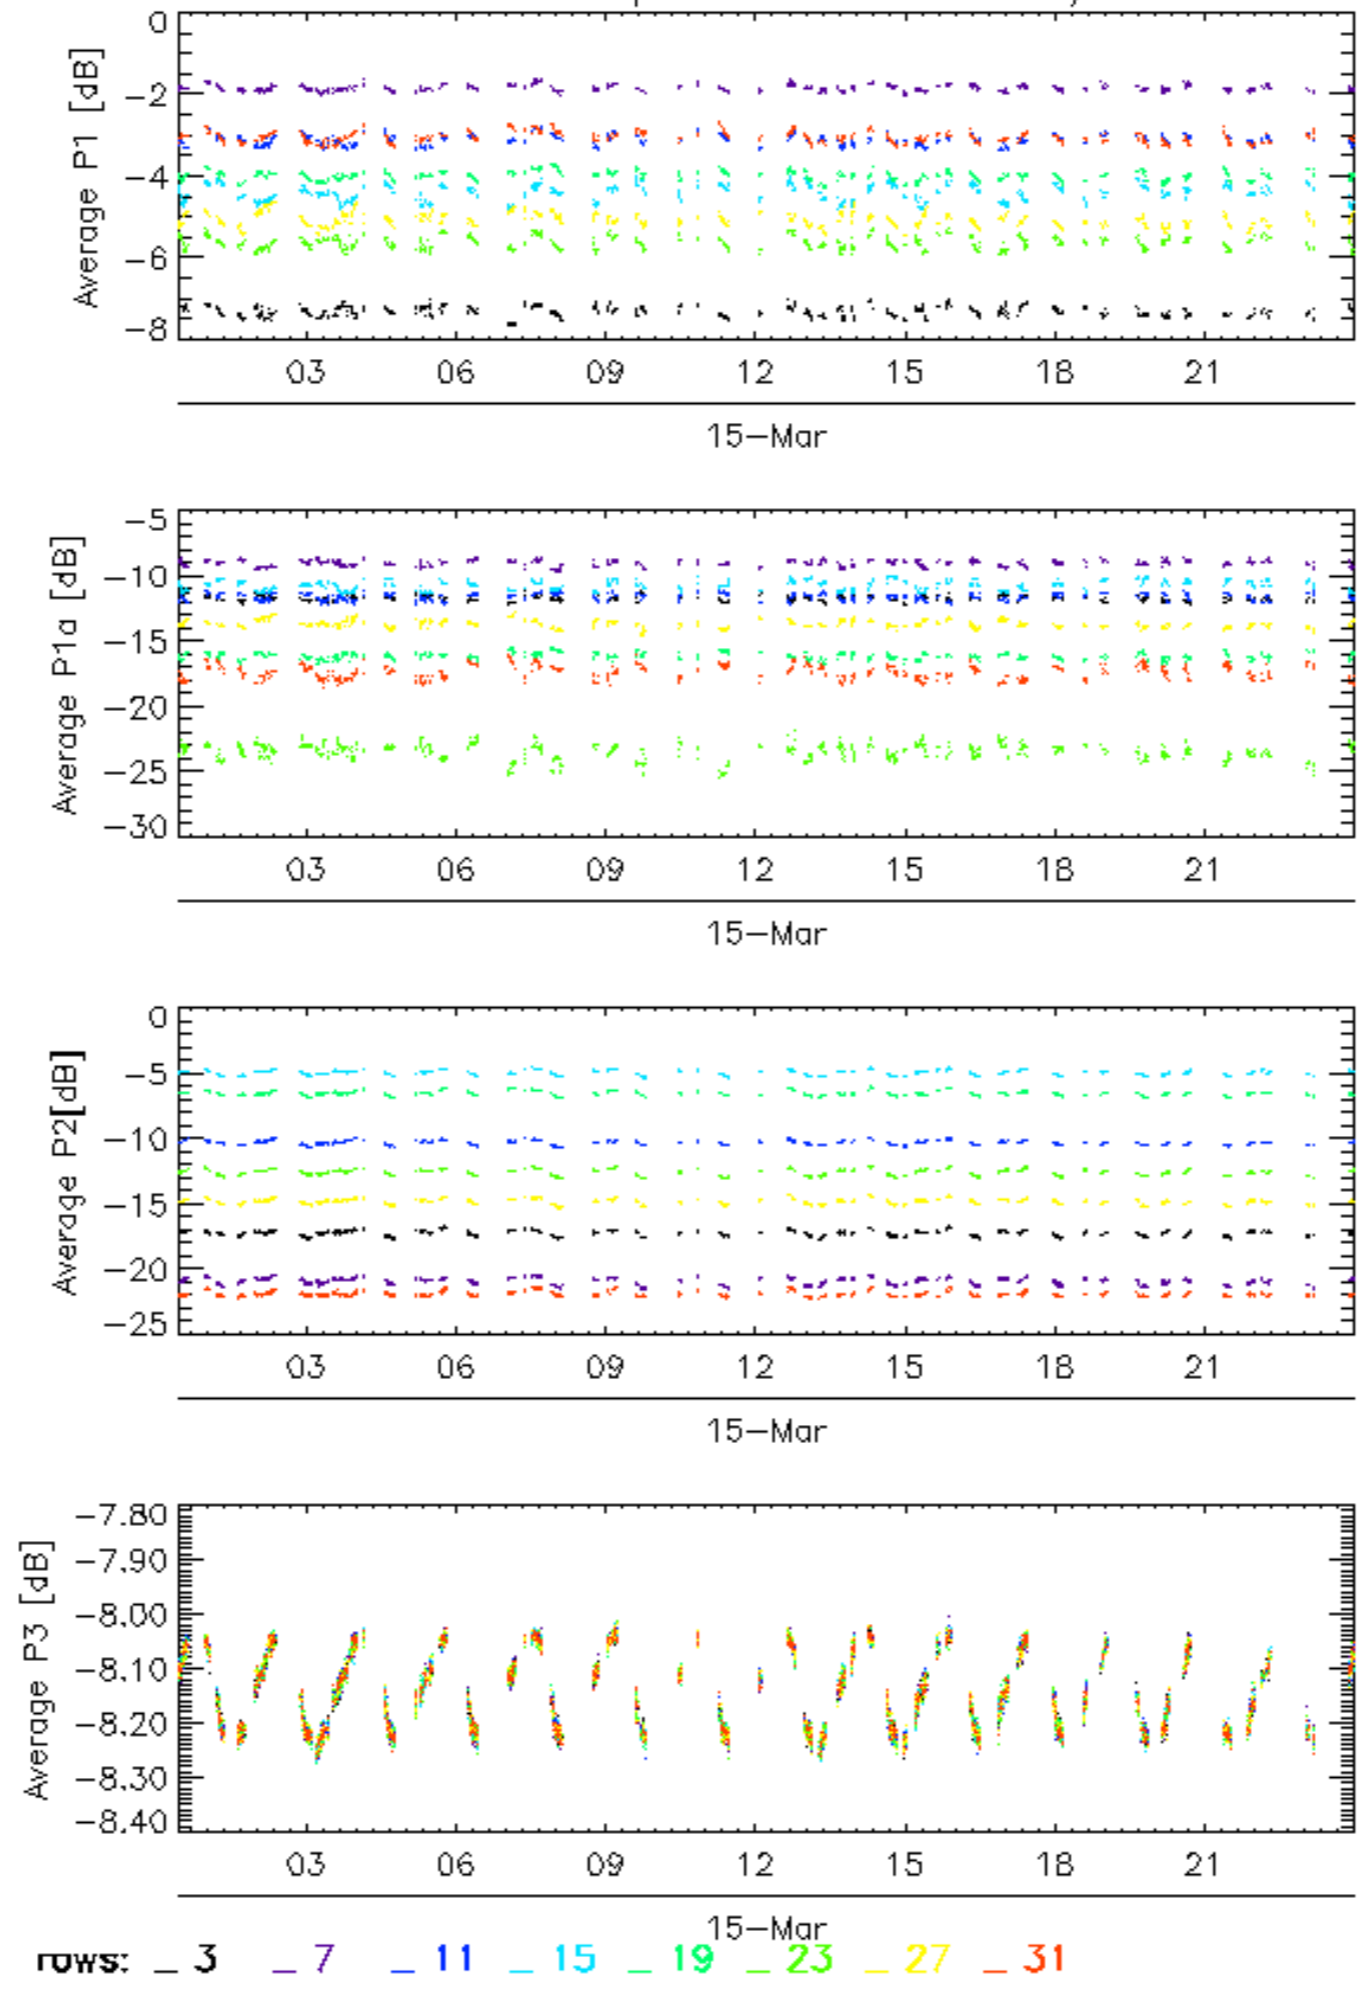 0
−2
−4
−6
−8
Average P1 [dB]
03 06 09 12 15 18 21
15−Mar
−5
−10
−15
−20
−25
−30
Average P1a [dB]
03 06 09 12 15 18 21
15−Mar
0
−5
−10
−15
−20
−25
Average P2[dB]
03 06 09 12 15 18 21
15−Mar
−7.80
−7.90
−8.00
−8.10
−8.20
−8.30
−8.40
Average P3 [dB]
03 06 09 12 15 18 21
15−Mar
rows: _ 3 _ 7 _ 11 _ 15 _ 19 _ 23 _ 27 _ 31